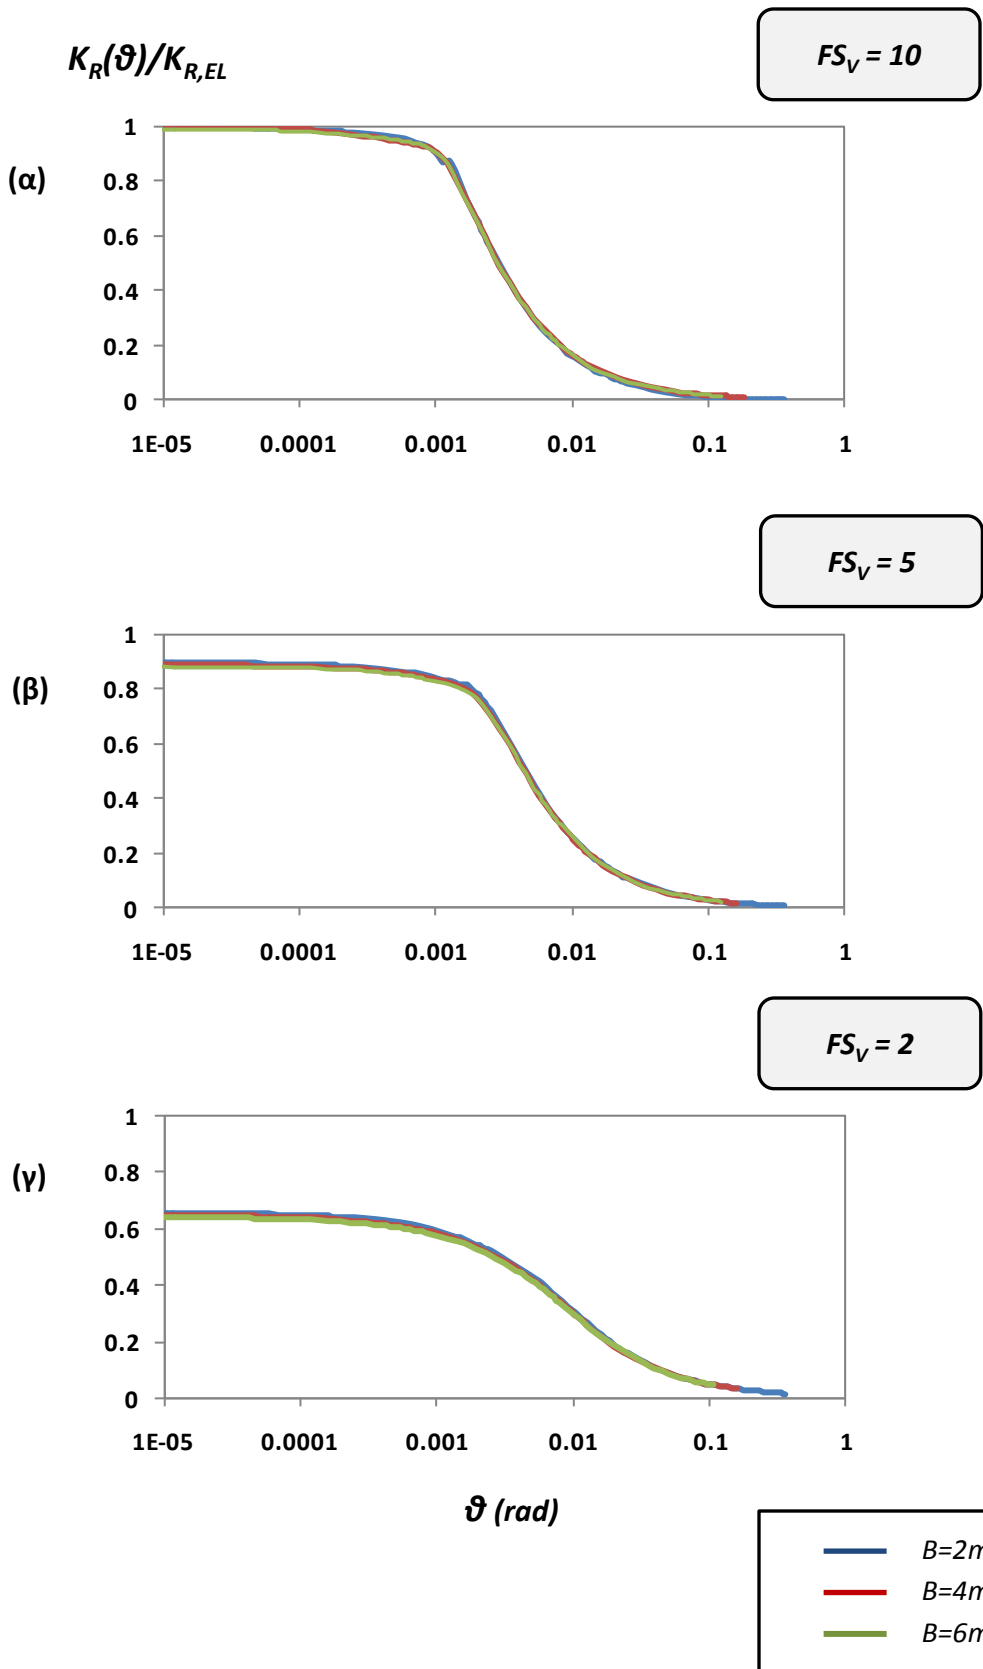 K_R(ϑ)/K_R,EL
FS_V = 10
(α)
1
0.8
0.6
0.4
0.2
0
1E-05 0.0001 0.001 0.01 0.1 1
FS_V = 5
(β)
1
0.8
0.6
0.4
0.2
0
1E-05 0.0001 0.001 0.01 0.1 1
FS_V = 2
(γ)
1
0.8
0.6
0.4
0.2
0
1E-05 0.0001 0.001 0.01 0.1 1
ϑ (rad)
B=2m
B=4m
B=6m